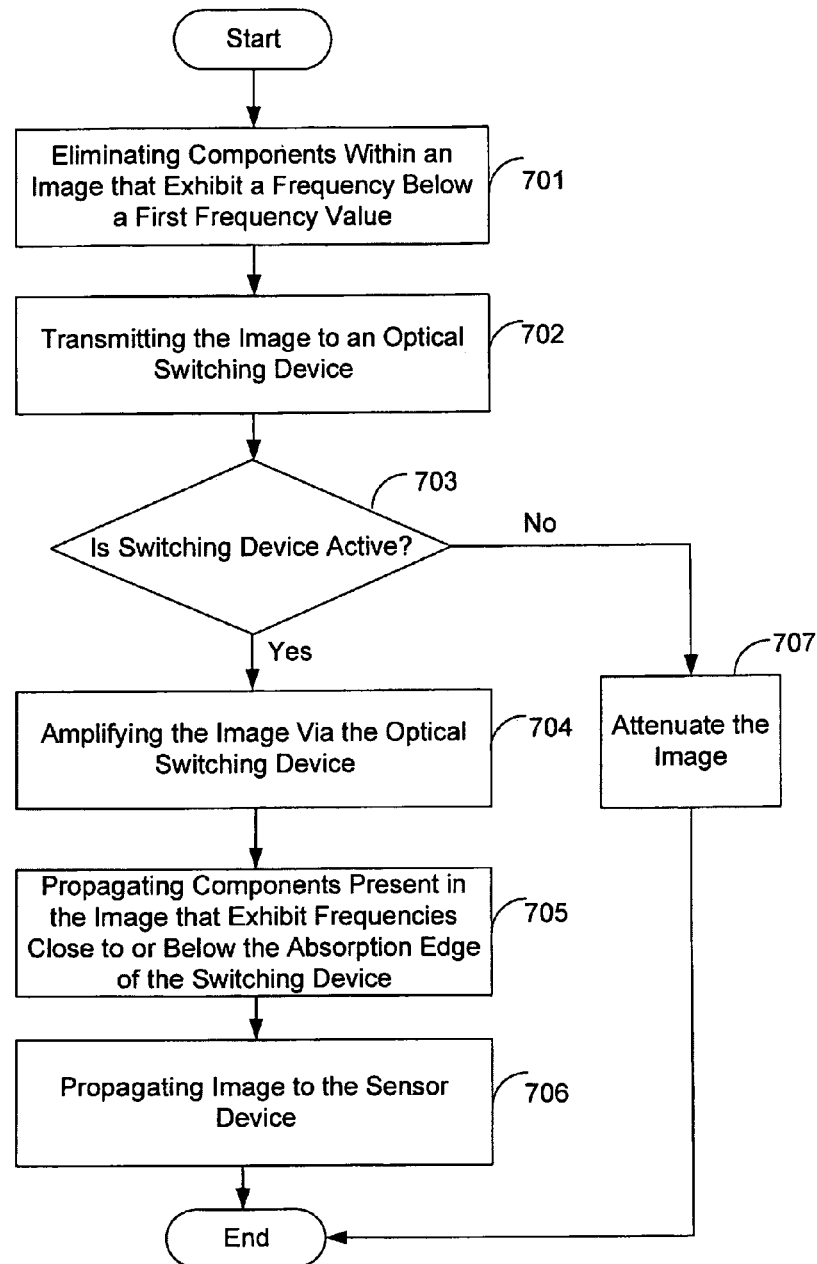 Start
Eliminating Components Within an
Image that Exhibit a Frequency Below
a First Frequency Value
701
Transmitting the Image to an Optical
Switching Device
702
703
Is Switching Device Active?
No
Yes
Amplifying the Image Via the Optical
Switching Device
704
707
Attenuate the
Image
Propagating Components Present in
the Image that Exhibit Frequencies
Close to or Below the Absorption Edge
of the Switching Device
705
Propagating Image to the Sensor
Device
706
End